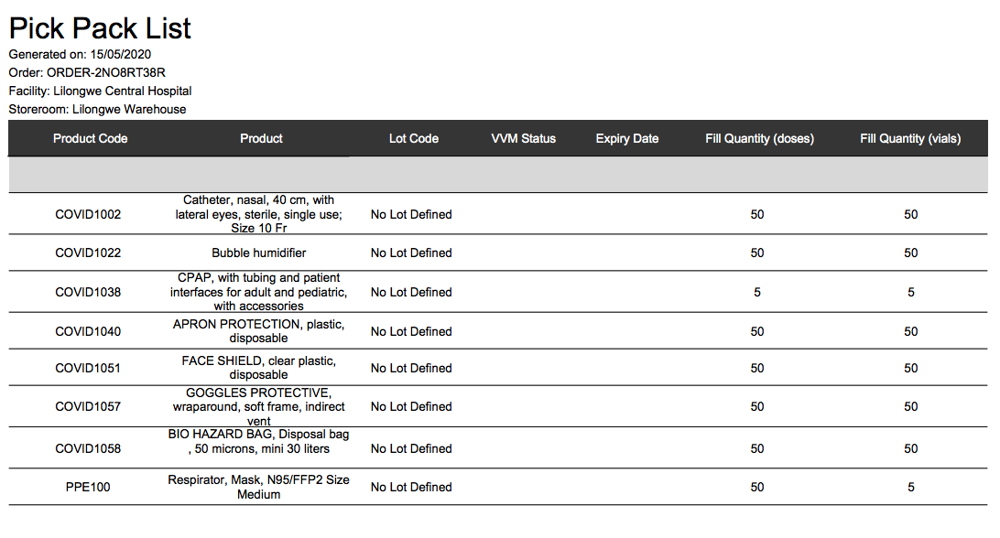 Pick Pack List
Generated on: 15/05/2020
Order: ORDER-2NO8RT38R
Facility: Lilongwe Central Hospital
Storeroom: Lilongwe Warehouse
Product Code Product Lot Code VVM Status Expiry Date Fill Quantity (doses) Fill Quantity (vials)
Catheter, nasal, 40 cm, with
COVID1002 lateral eyes, sterile, single use; No Lot Defined 50 50
Size 10 Fr
COVID1022 Bubble humidifier No Lot Defined 50 50
CPAP, with tubing and patient
COVID1038 interfaces for adult and pediatric, No Lot Defined 5 5
with accessories
APRON PROTECTION, plastic,
COVID1040 No Lot Defined 50 50
disposable
FACE SHIELD, clear plastic,
COVID1051 No Lot Defined 50 50
disposable
GOGGLES PROTECTIVE,
COVID1057 wraparound, soft frame, indirect No Lot Defined 50 50
vent
BIO HAZARD BAG, Disposal bag
COVID1058 , 50 microns, mini 30 liters No Lot Defined 50 50
Respirator, Mask, N95/FFP2 Size
PPE100 No Lot Defined 50 5
Medium